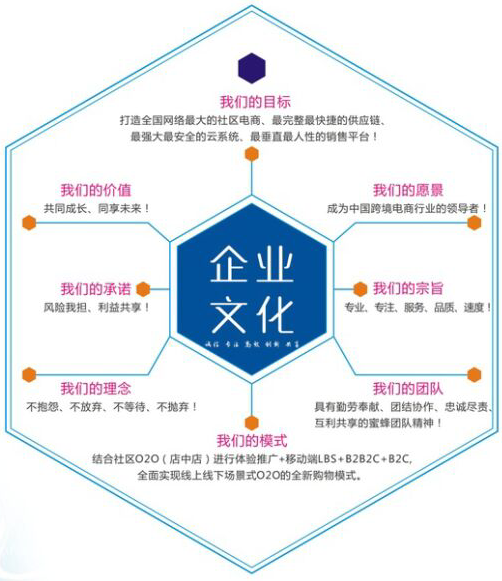 我们的目标
打造全国网络最大的社区电商、最完整最快捷的供应链、
最强大最安全的云系统、最垂直最人性的销售平台！
我们的价值
共同成长、同享未来！
我们的愿景
成为中国跨境电商行业的领导者！
企业
文化
诚信 专注 高效 创新 共享
我们的承诺
风险我担、利益共享！
我们的宗旨
专业、专注、服务、品质、速度！
我们的理念
不抱怨、不放弃、不等待、不抛弃！
我们的团队
具有勤劳奉献、团结协作、忠诚尽责、
互利共享的蜜蜂团队精神！
我们的模式
结合社区O2O（店中店）进行体验推广+移动端LBS+B2B2C+B2C,
全面实现线上线下场景式O2O的全新购物模式。